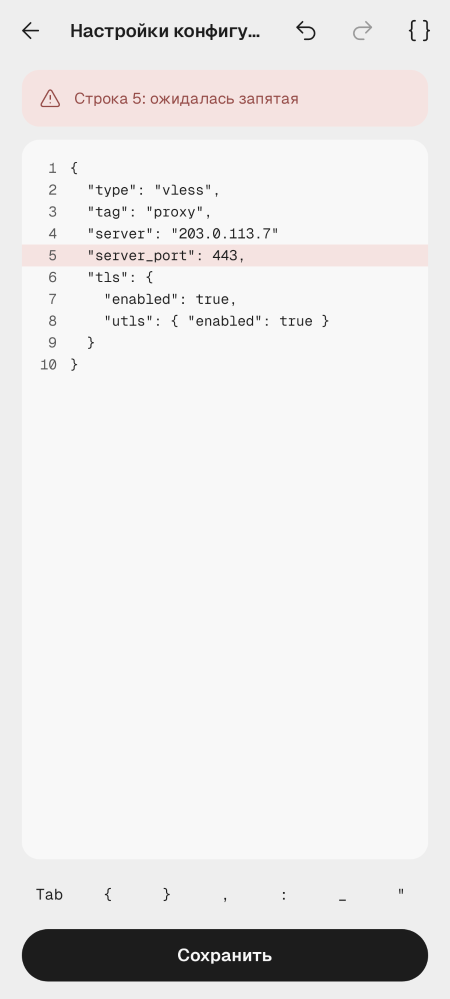 Настройки конфигу...
{ }
Строка 5: ожидалась запятая
1 {
2   "type": "vless",
3   "tag": "proxy",
4   "server": "203.0.113.7"
5   "server_port": 443,
6   "tls": {
7     "enabled": true,
8     "utls": { "enabled": true }
9   }
10 }
Tab { } , : _ "
Сохранить